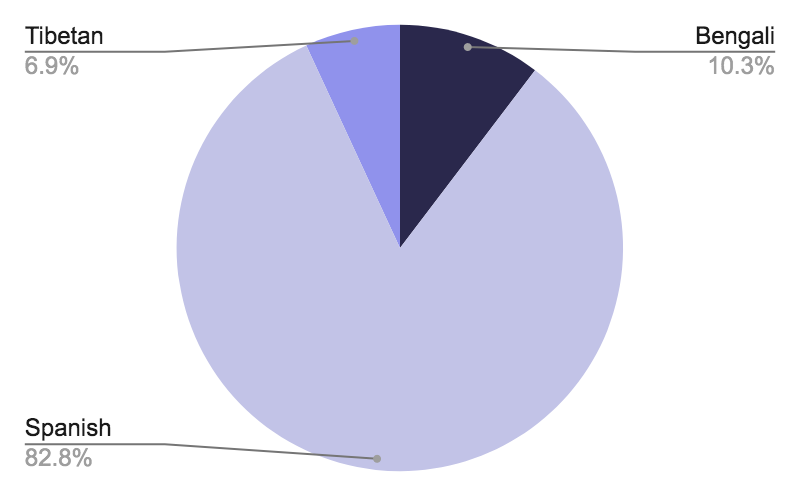 Tibetan
6.9%
Bengali
10.3%
Spanish
82.8%